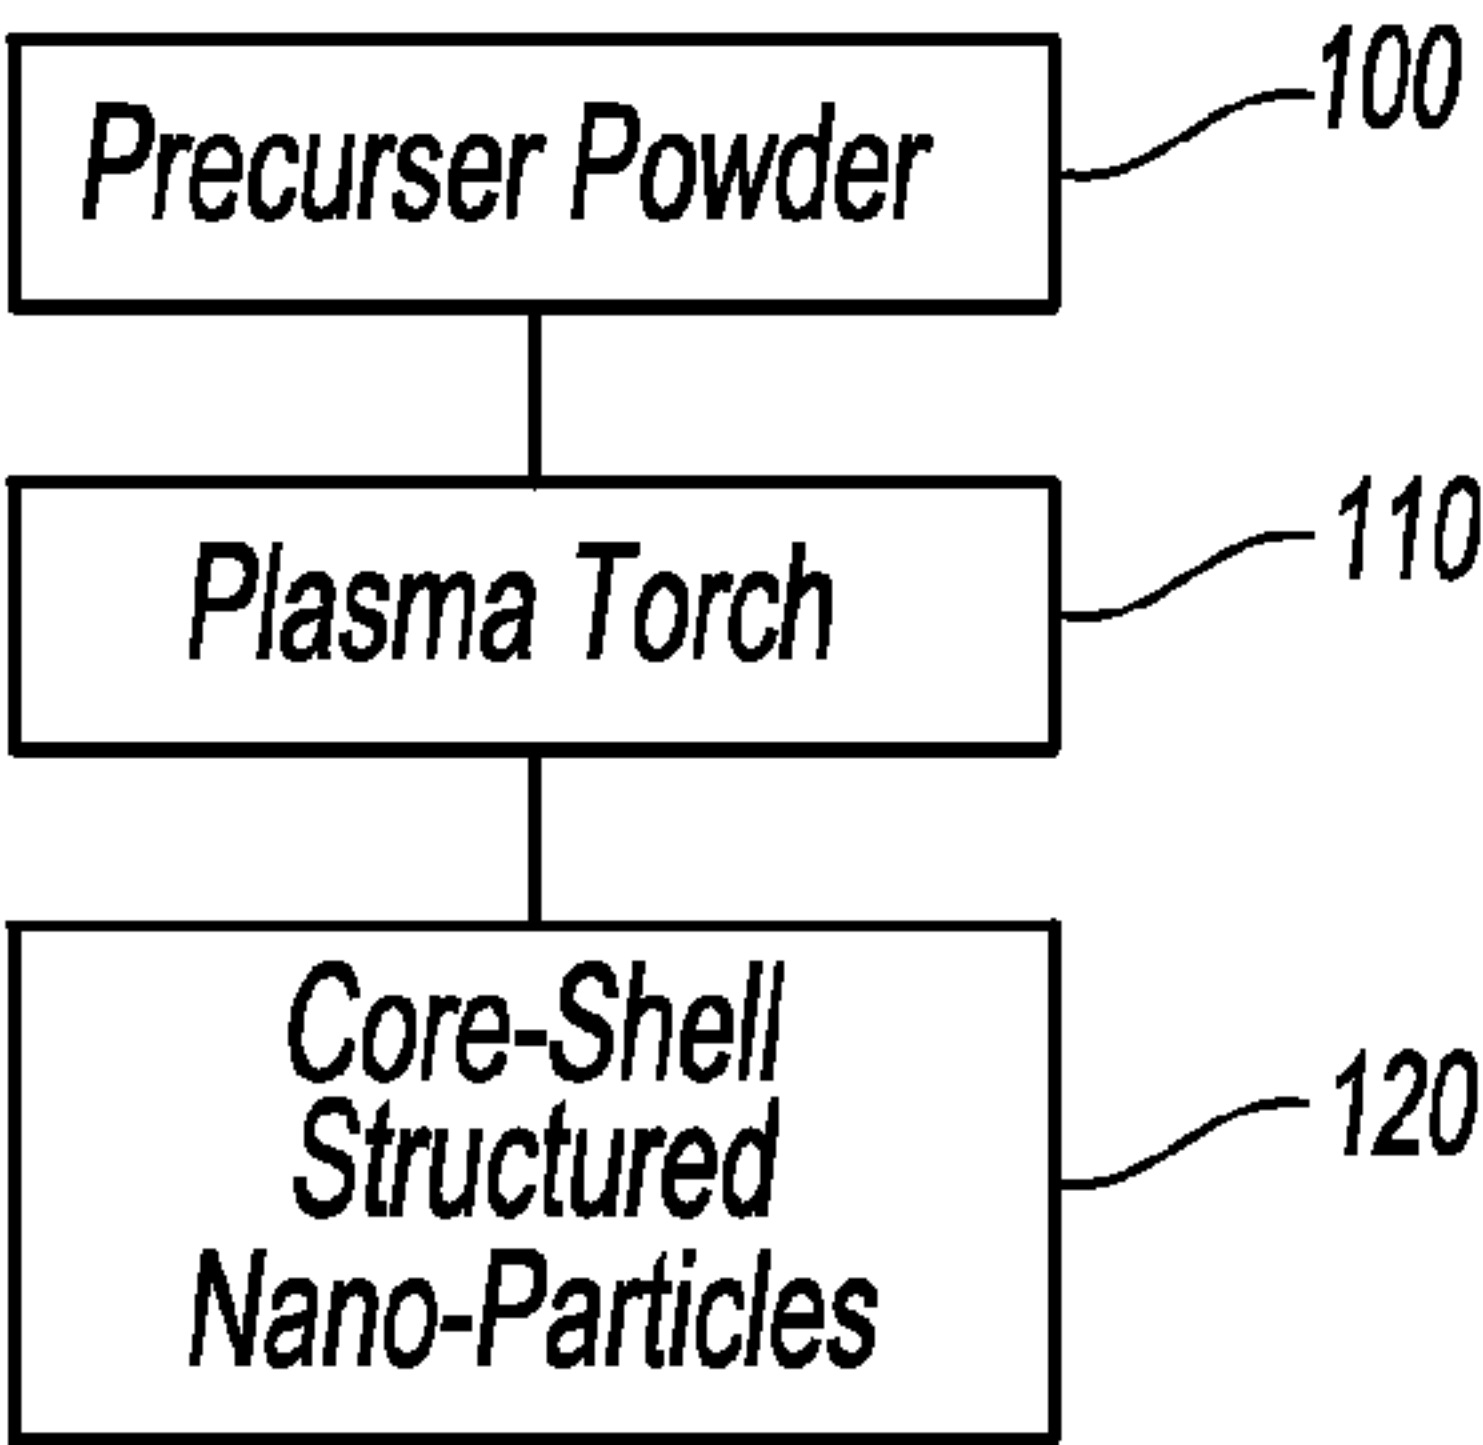 Precurser Powder
100
Plasma Torch
110
Core-Shell
Structured
Nano-Particles
120